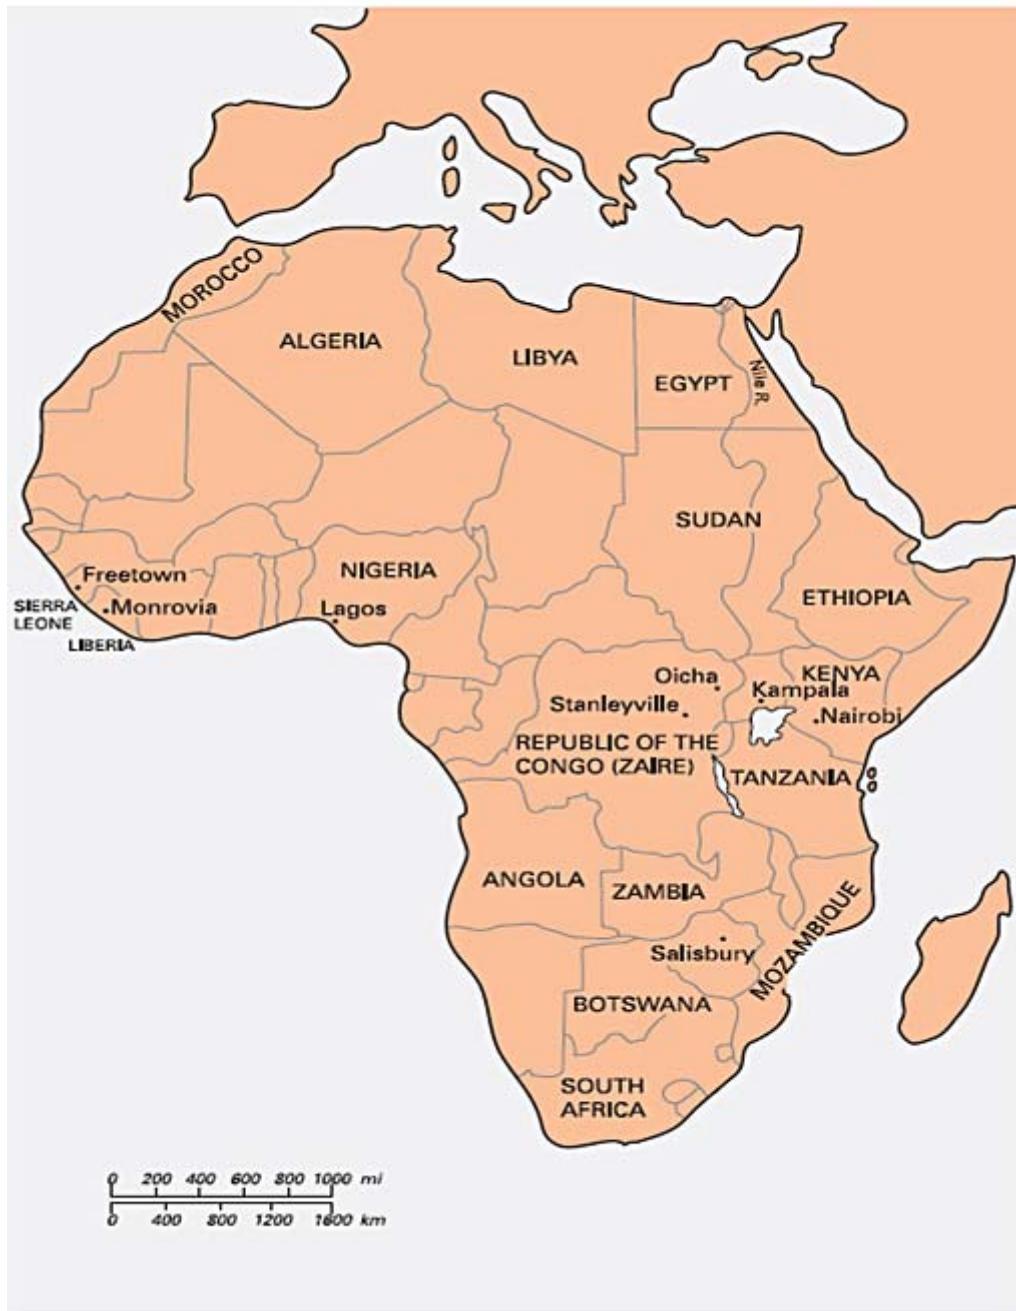 MOROCCO
ALGERIA
LIBYA
EGYPT
Nile R.
SUDAN
Freetown
NIGERIA
SIERRA
LEONE
Monrovia
Lagos
ETHIOPIA
LIBERIA
Oicha
KENYA
Kampala
Stanleyville
Nairobi
REPUBLIC OF THE
CONGO (ZAIRE)
TANZANIA
ANGOLA
ZAMBIA
MOZAMBIQUE
Salisbury
BOTSWANA
SOUTH
AFRICA
0 200 400 600 800 1000 mi
0 400 800 1200 1600 km